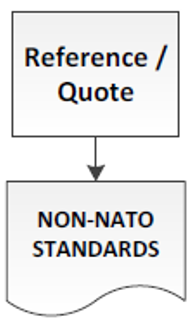 Reference /
Quote
NON-NATO
STANDARDS